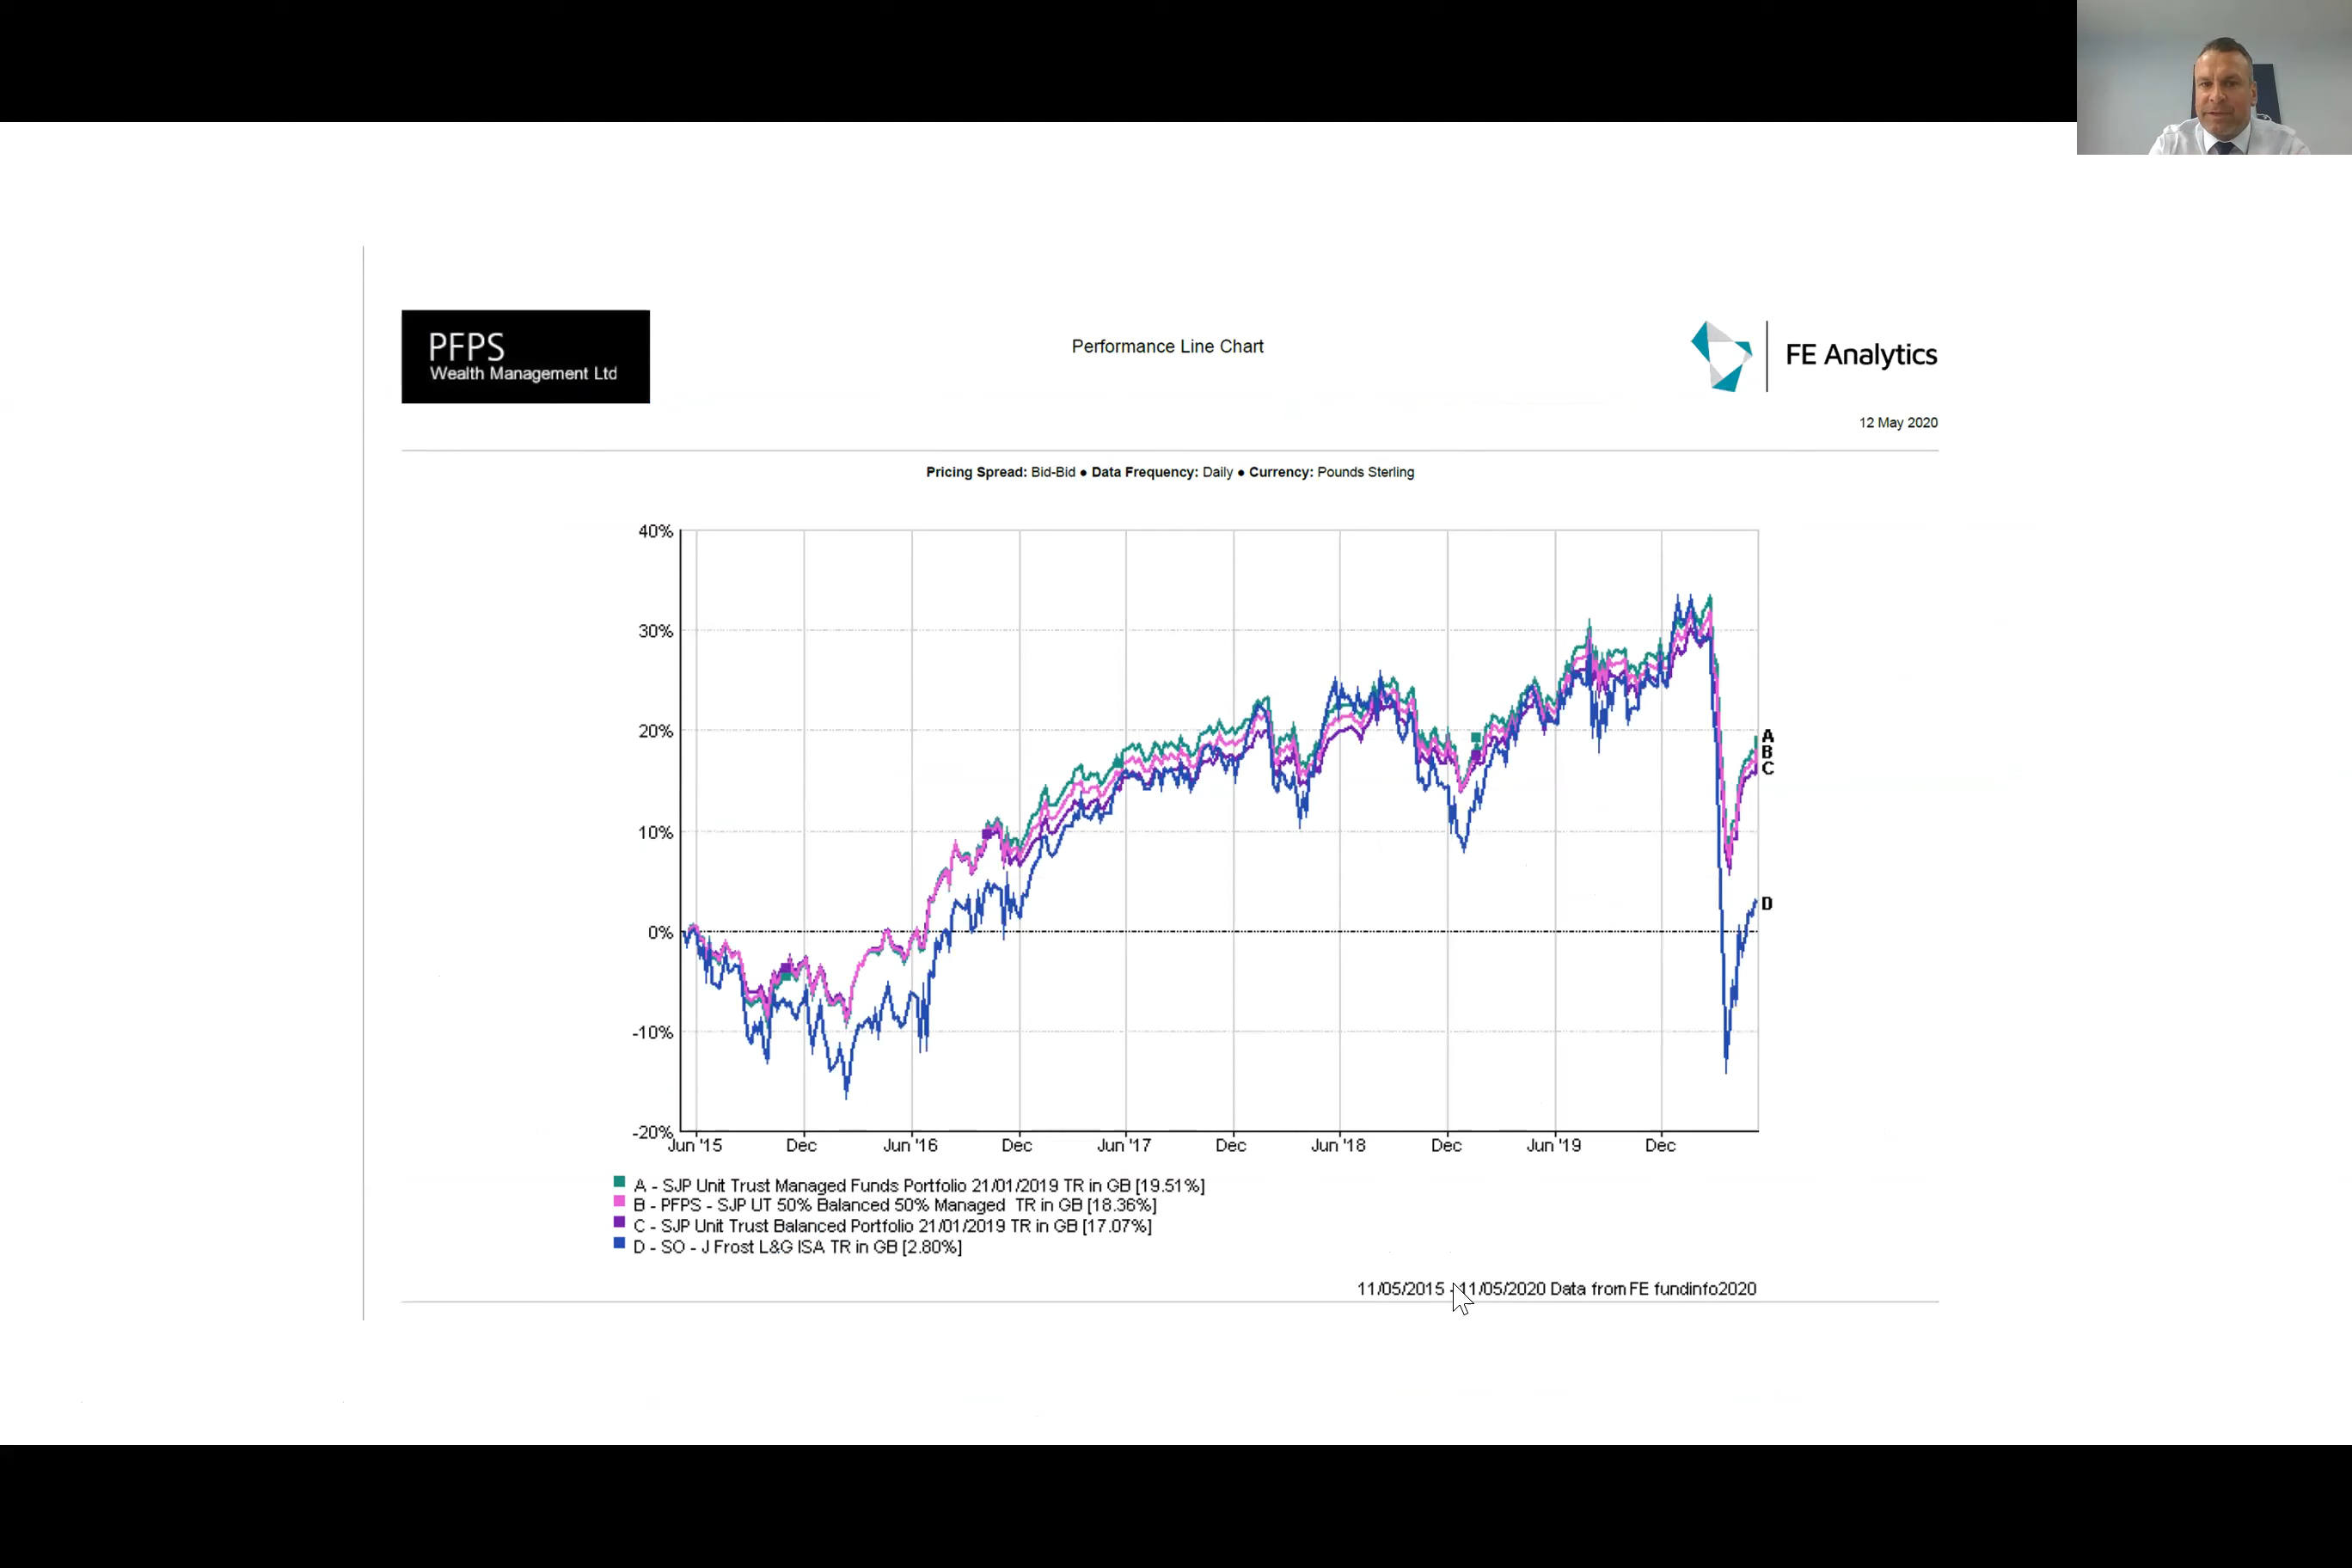 PFPS
Wealth Management Ltd
Performance Line Chart
FE Analytics
12 May 2020
Pricing Spread: Bid-Bid ● Data Frequency: Daily ● Currency: Pounds Sterling
40%
30%
20%
10%
0%
-10%
-20%
A
B
C
D
Jun '15 Dec Jun '16 Dec Jun '17 Dec Jun '18 Dec Jun '19 Dec
A - SJP Unit Trust Managed Funds Portfolio 21/01/2019 TR in GB [19.51%]
B - PFPS - SJP UT 50% Balanced 50% Managed TR in GB [18.36%]
C - SJP Unit Trust Balanced Portfolio 21/01/2019 TR in GB [17.07%]
D - SO - J Frost L&G ISA TR in GB [2.80%]
11/05/2015 - 11/05/2020 Data from FE fundinfo2020